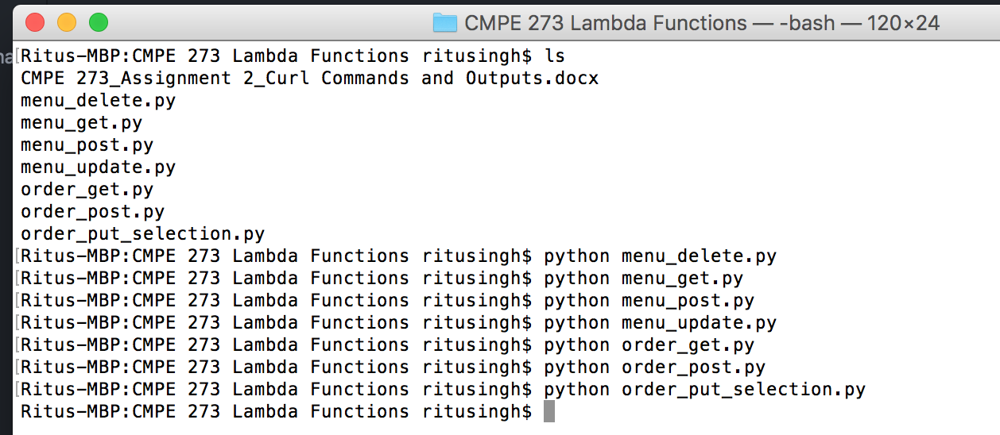 CMPE 273 Lambda Functions — -bash — 120×24
[Ritus-MBP:CMPE 273 Lambda Functions ritusingh$ ls
CMPE 273_Assignment 2_Curl Commands and Outputs.docx
menu_delete.py
menu_get.py
menu_post.py
menu_update.py
order_get.py
order_post.py
order_put_selection.py
[Ritus-MBP:CMPE 273 Lambda Functions ritusingh$ python menu_delete.py
[Ritus-MBP:CMPE 273 Lambda Functions ritusingh$ python menu_get.py
[Ritus-MBP:CMPE 273 Lambda Functions ritusingh$ python menu_post.py
[Ritus-MBP:CMPE 273 Lambda Functions ritusingh$ python menu_update.py
[Ritus-MBP:CMPE 273 Lambda Functions ritusingh$ python order_get.py
[Ritus-MBP:CMPE 273 Lambda Functions ritusingh$ python order_post.py
[Ritus-MBP:CMPE 273 Lambda Functions ritusingh$ python order_put_selection.py
Ritus-MBP:CMPE 273 Lambda Functions ritusingh$